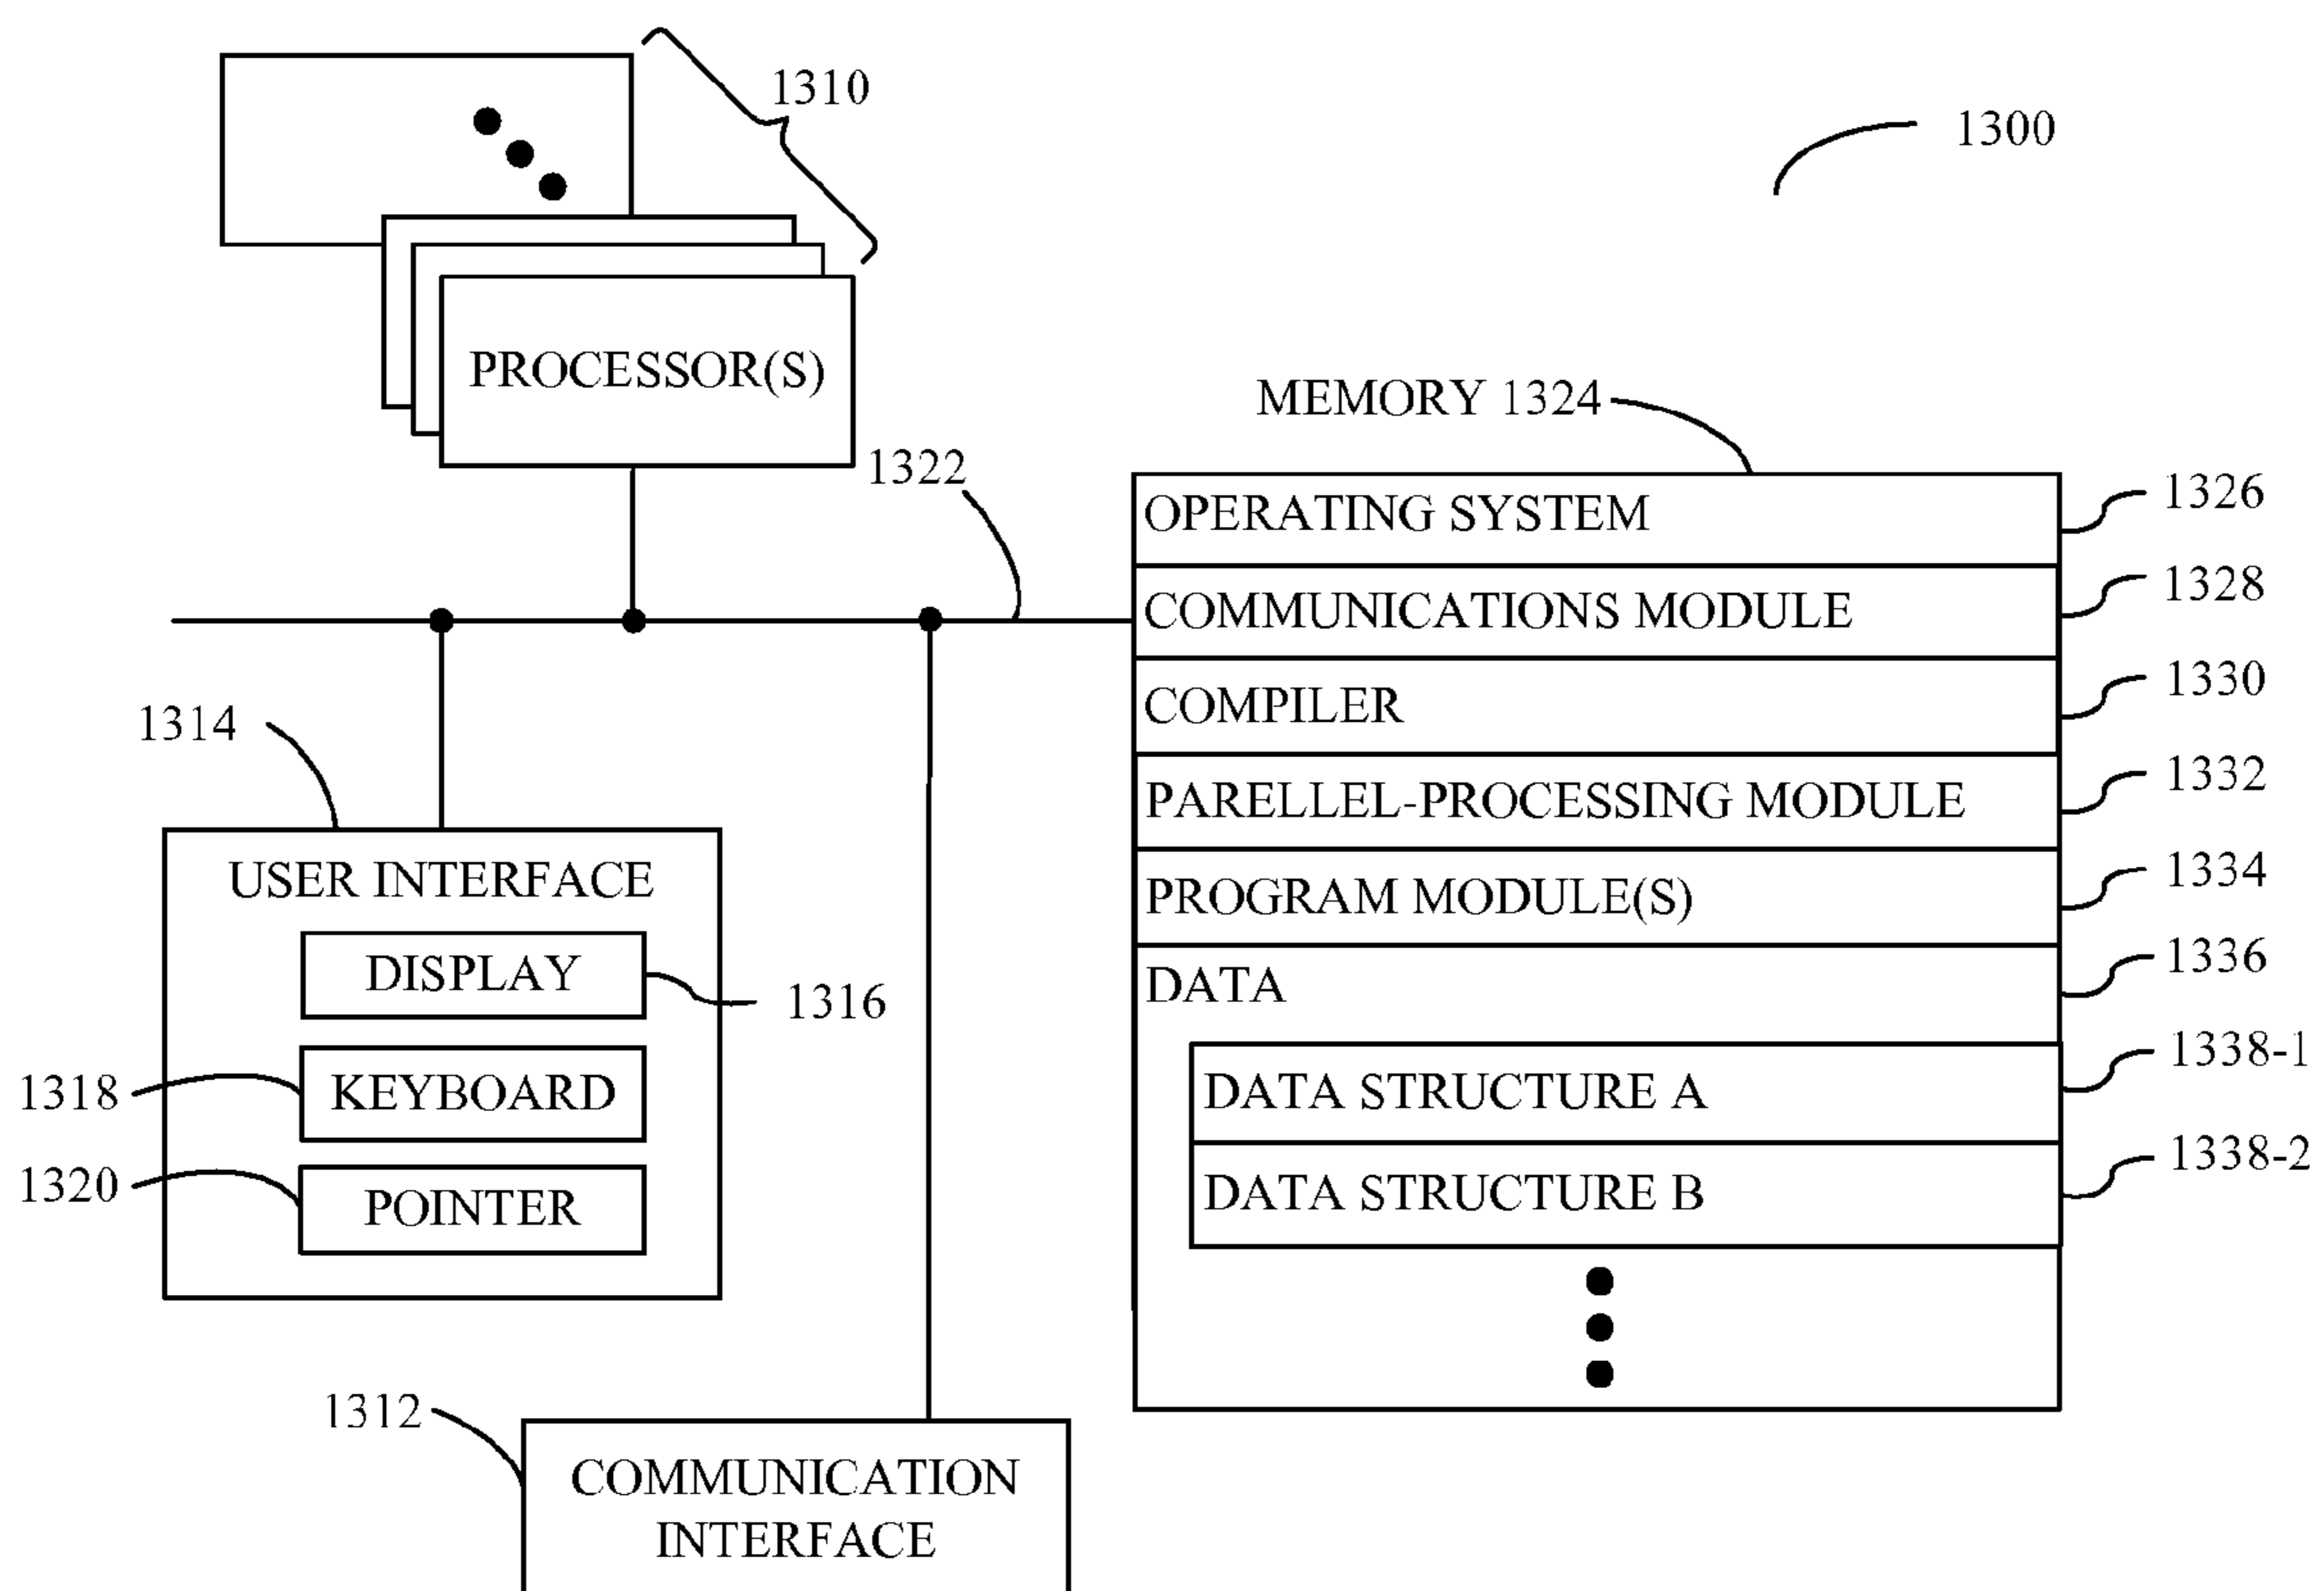 1310
1300
PROCESSOR(S)
MEMORY 1324
1322
OPERATING SYSTEM
1326
COMMUNICATIONS MODULE
1328
COMPILER
1330
PARELLEL-PROCESSING MODULE
1332
PROGRAM MODULE(S)
1334
DATA
1336
DATA STRUCTURE A
1338-1
DATA STRUCTURE B
1338-2
1314
USER INTERFACE
DISPLAY
1316
1318
KEYBOARD
1320
POINTER
1312
COMMUNICATION
INTERFACE